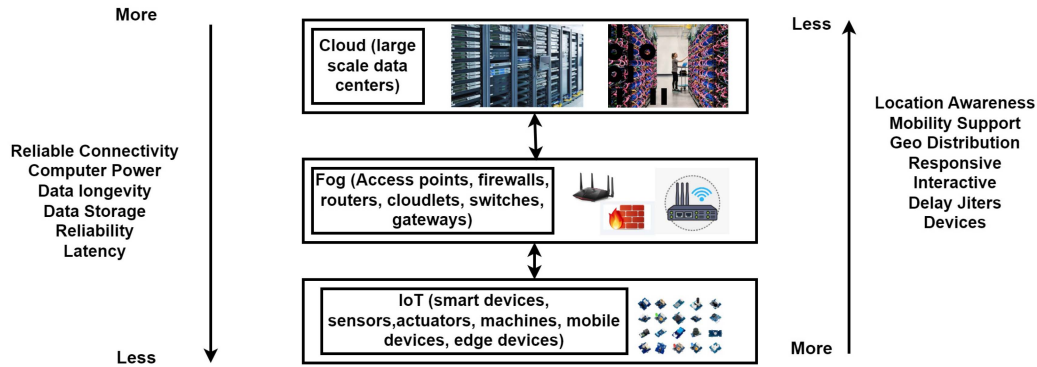 More
Less
Cloud (large
scale data
centers)
Reliable Connectivity
Computer Power
Data longevity
Data Storage
Reliability
Latency
Location Awareness
Mobility Support
Geo Distribution
Responsive
Interactive
Delay Jiters
Devices
Fog (Access points, firewalls,
routers, cloudlets, switches,
gateways)
IoT (smart devices,
sensors,actuators, machines, mobile
devices, edge devices)
Less
More